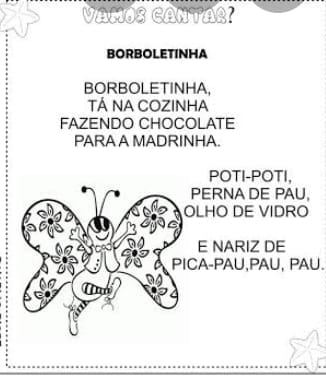 VAMOS CANTAR?
BORBOLETINHA
BORBOLETINHA,
TÁ NA COZINHA
FAZENDO CHOCOLATE
PARA A MADRINHA.
POTI-POTI,
PERNA DE PAU,
OLHO DE VIDRO
E NARIZ DE
PICA-PAU,PAU, PAU.